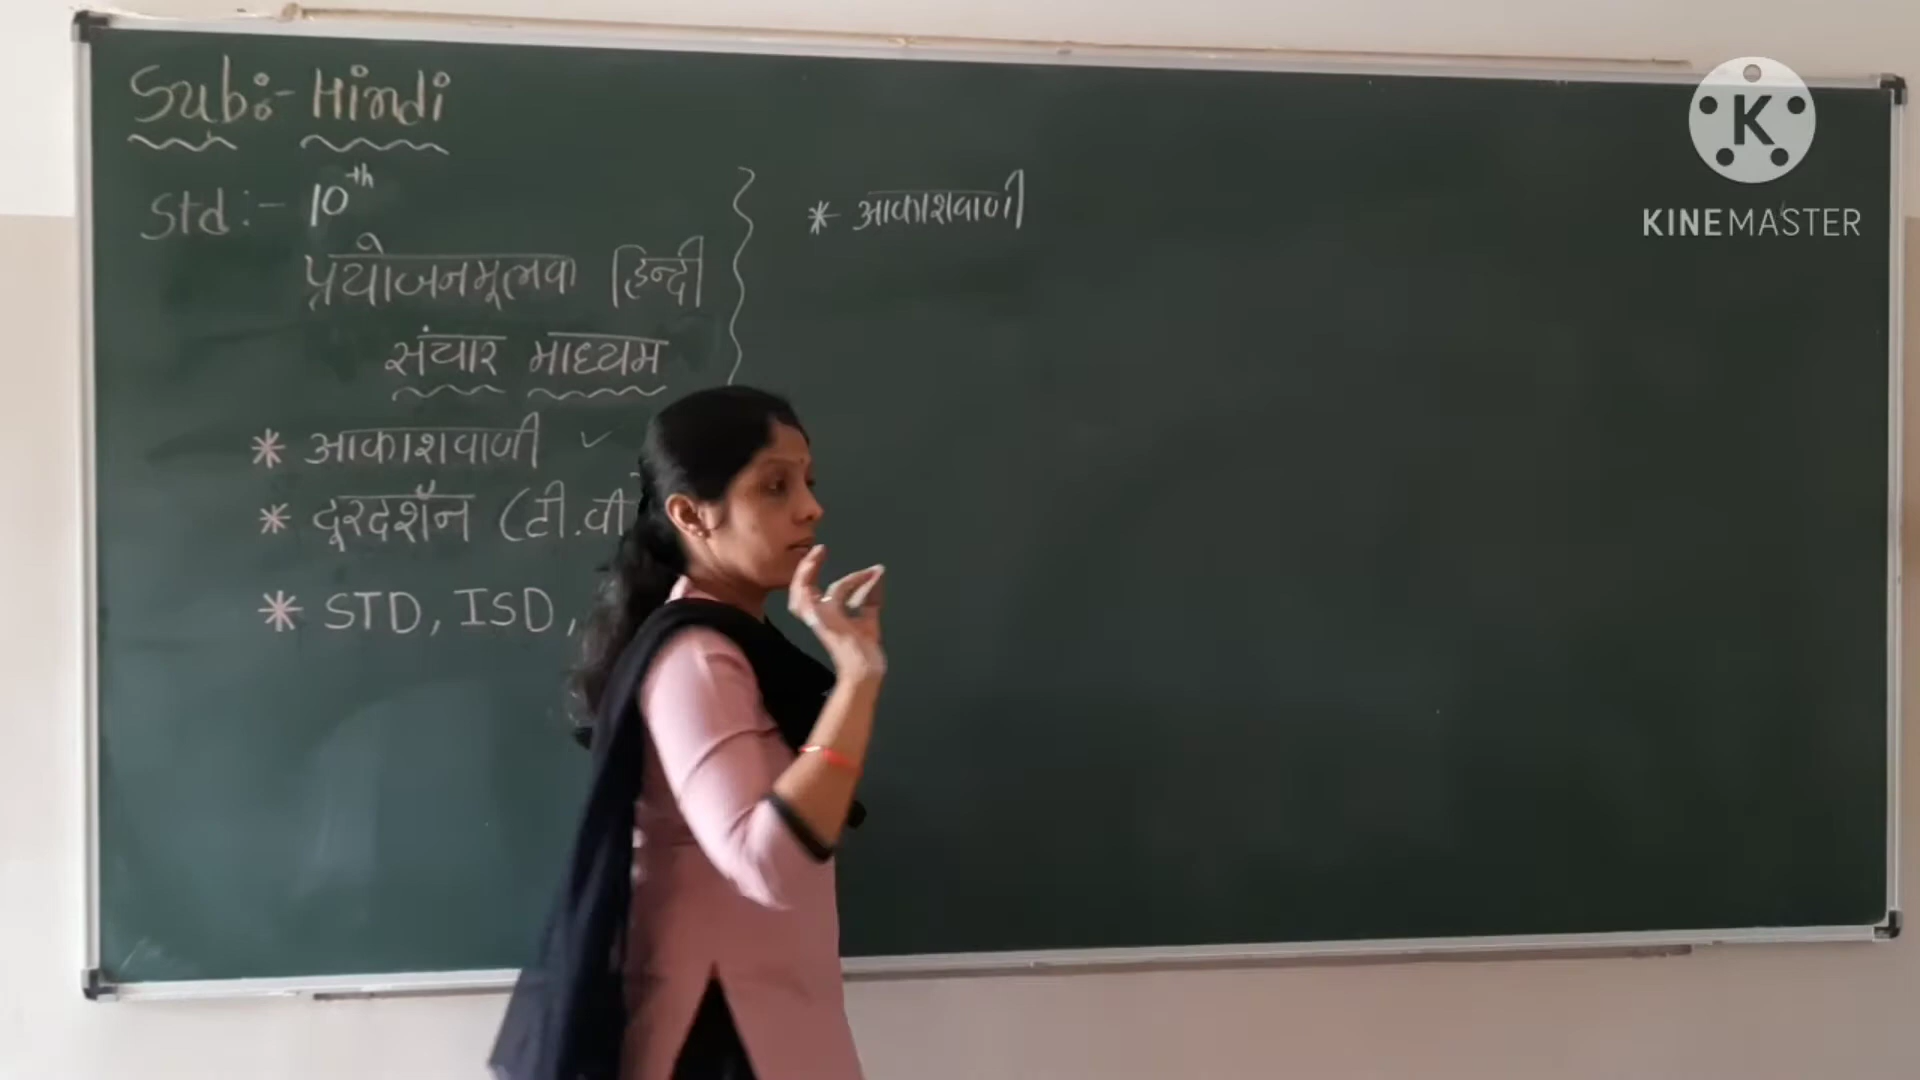 Sub:- Hindi
Std:- 10th
प्रयोजनमूलक हिन्दी
संचार माध्यम
* आकाशवाणी ✓
* दूरदर्शन (टी.वी
* STD, ISD,
* आकाशवाणी
K
KINEMASTER